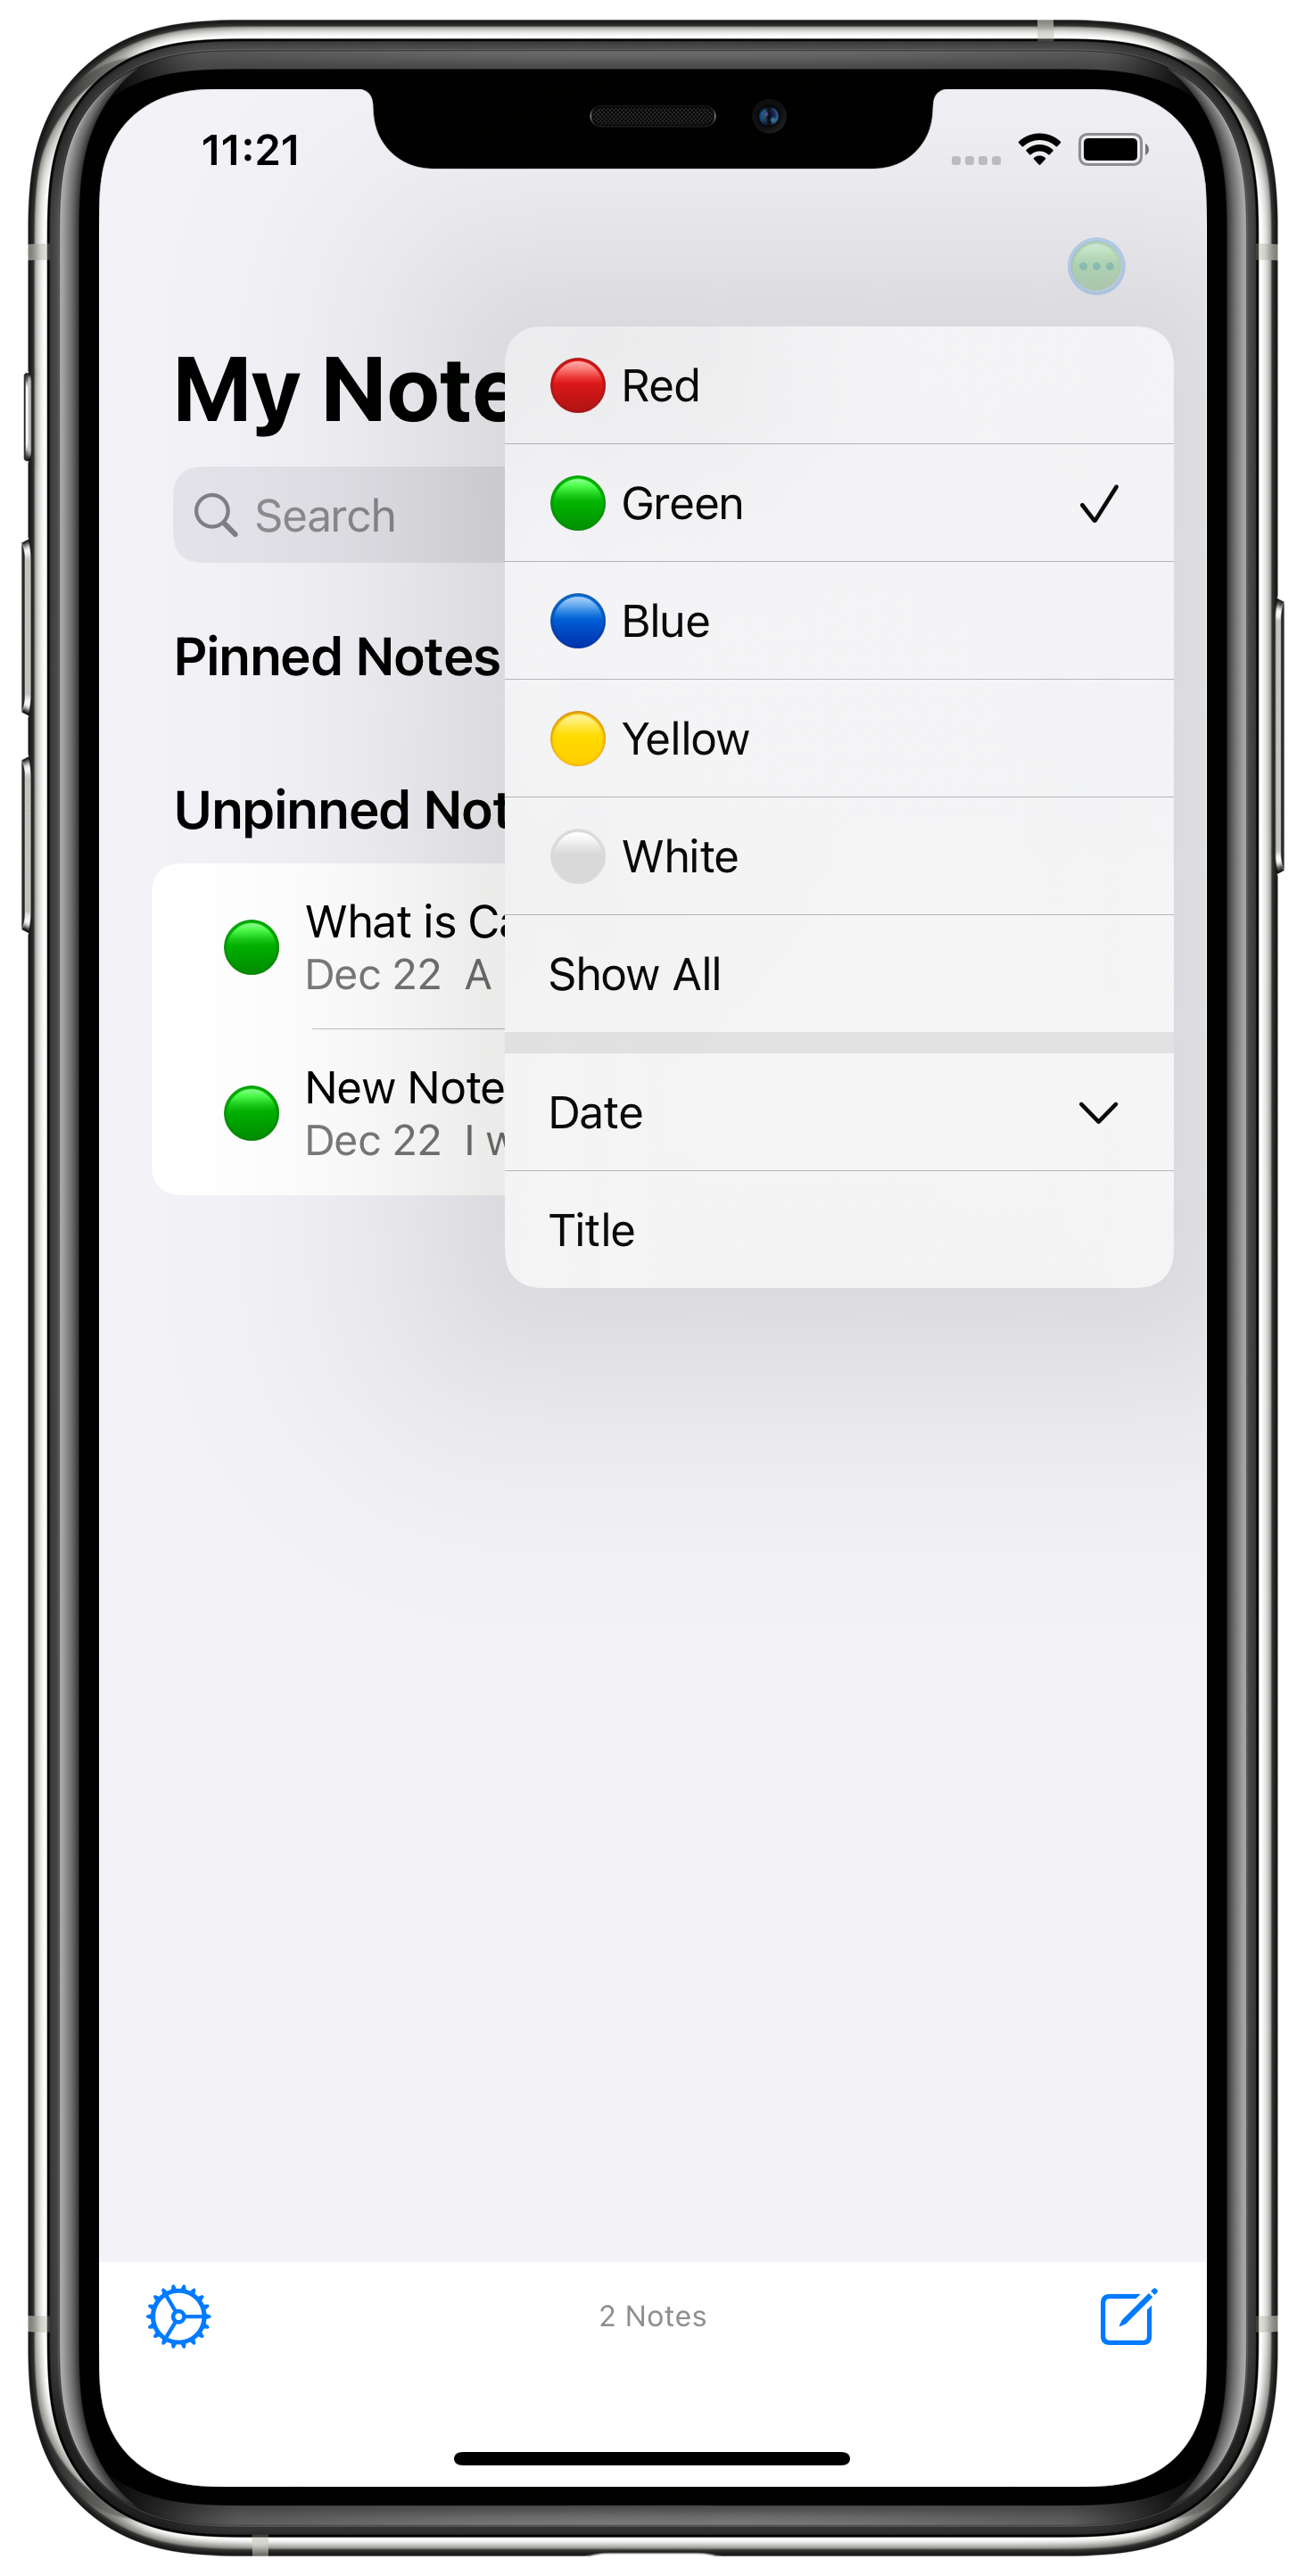 11:21
My Note
Search
Pinned Notes
Unpinned Not
Red
Green
Blue
Yellow
White
Show All
Date
Title
What is Ca
Dec 22 A
New Note
Dec 22 I w
2 Notes